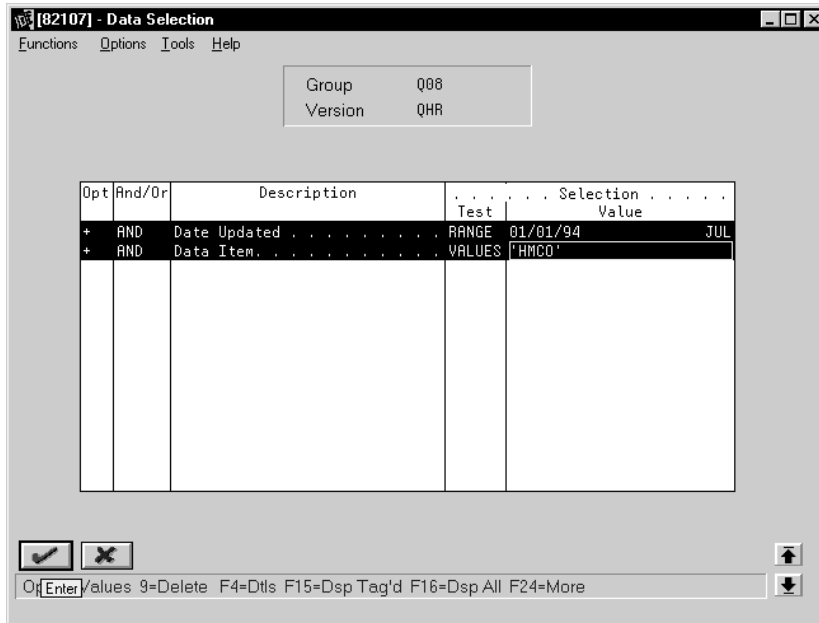 [82107] - Data Selection
Functions Options Tools Help
Group Q08
Version QHR
Opt And/Or Description . . . . . . Selection . . . . .
Test Value
+ AND Date Updated . . . . . . . . . RANGE 01/01/94 JUL
+ AND Data Item. . . . . . . . . . . VALUES 'HMCO'
Enter
Values 9=Delete F4=Dtls F15=Dsp Tag'd F16=Dsp All F24=More